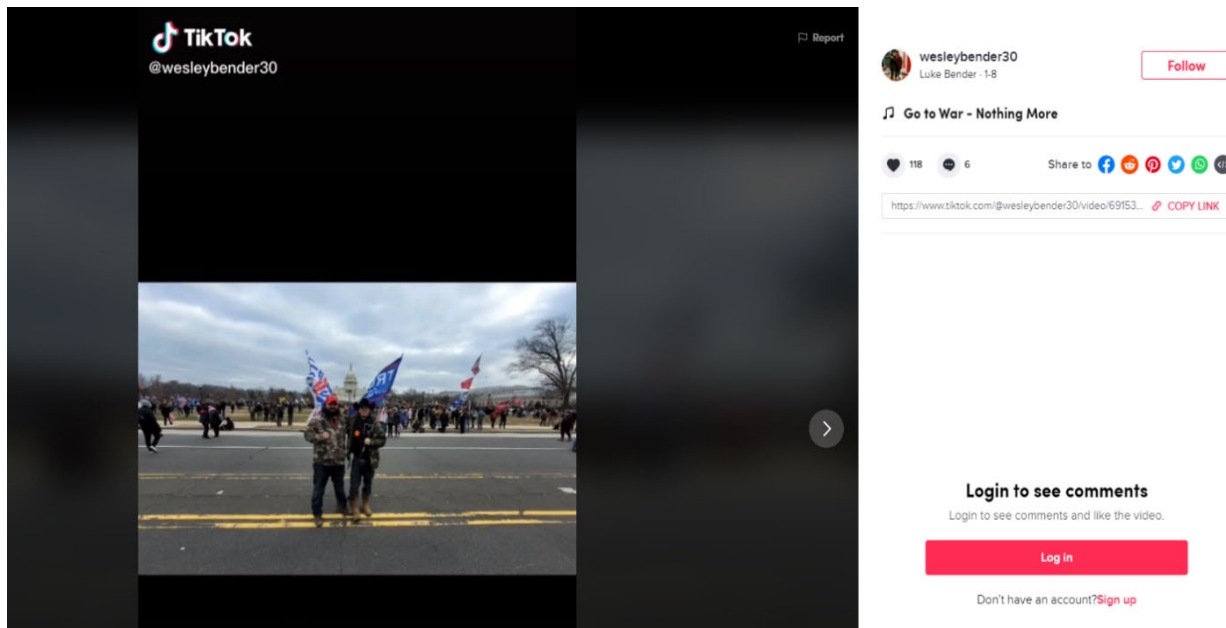 TikTok
@wesleybender30
Report
wesleybender30
Luke Bender · 1-8
Follow
Go to War - Nothing More
118
6
Share to
https://www.tiktok.com/@wesleybender30/video/69153... COPY LINK
Login to see comments
Login to see comments and like the video.
Log in
Don't have an account?Sign up